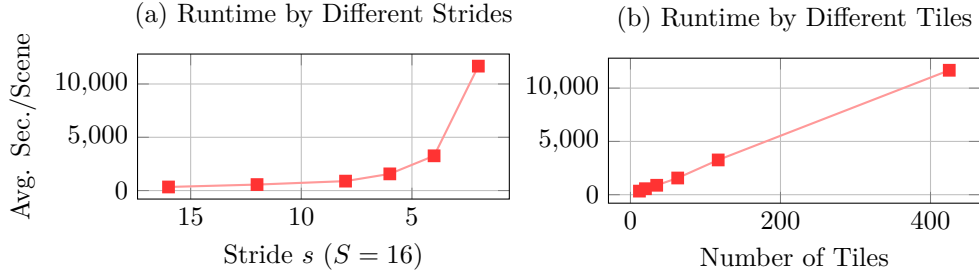 (a) Runtime by Different Strides
Avg. Sec./Scene
10,000
5,000
0
15 10 5
Stride s (S = 16)
(b) Runtime by Different Tiles
10,000
5,000
0
0 200 400
Number of Tiles